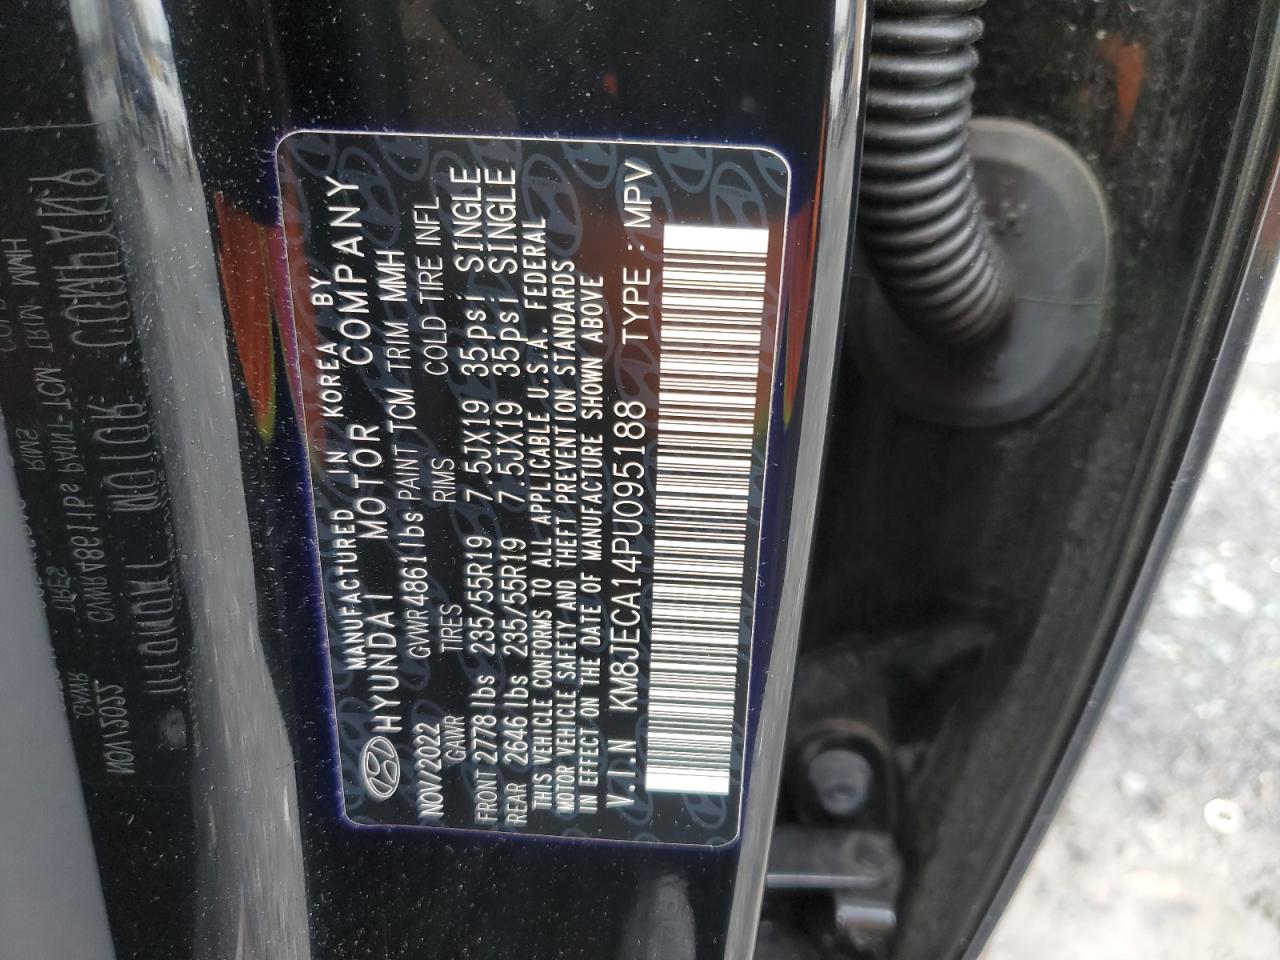 MANUFACTURED IN KOREA BY
HYUNDAI MOTOR COMPANY
NOV/2022 GVWR 4861 lbs PAINT TCM TRIM MMH
GAWR TIRES RIMS COLD TIRE INFL
FRONT 2778 lbs 235/55R19 7.5JX19 35psi SINGLE
REAR 2646 lbs 235/55R19 7.5JX19 35psi SINGLE
THIS VEHICLE CONFORMS TO ALL APPLICABLE U.S.A. FEDERAL
MOTOR VEHICLE SAFETY AND THEFT PREVENTION STANDARDS
IN EFFECT ON THE DATE OF MANUFACTURE SHOWN ABOVE
V.I.N KM8JECA14PU095188 TYPE : MPV